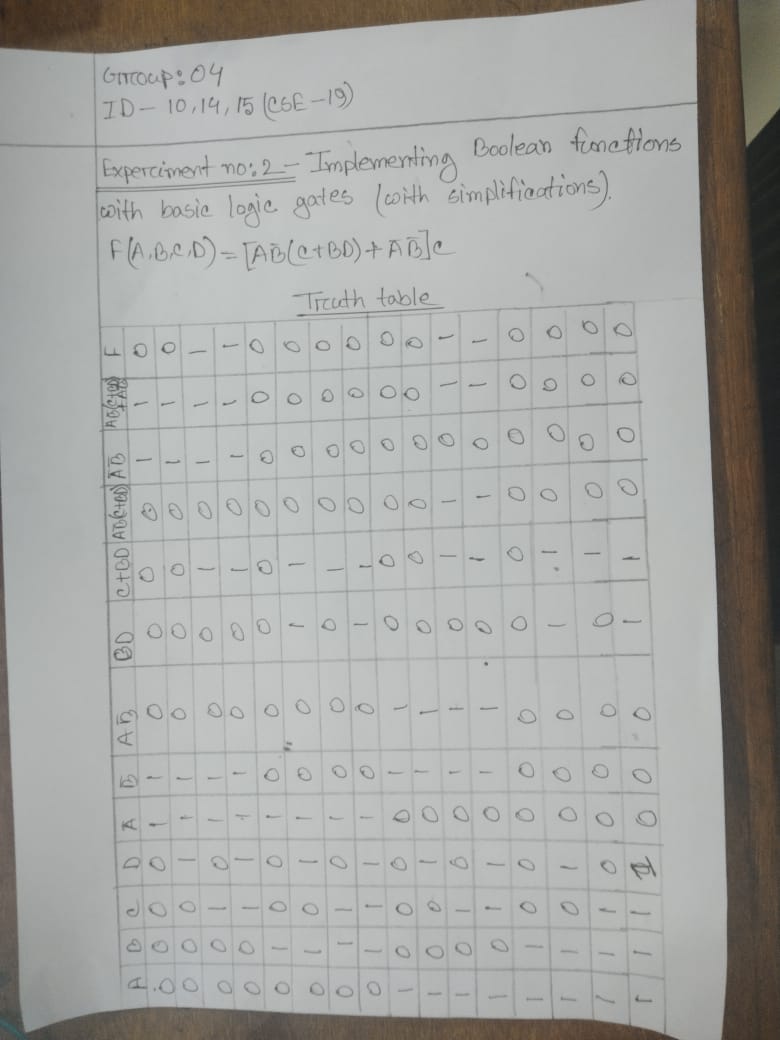 Group: 04
ID - 10, 14, 15 (CSE-19)
Experiment no: 2 - Implementing Boolean functions
with basic logic gates (with simplifications).
F(A,B,C,D) = [AB̄(C+BD)+ĀB̄]C
Truth table
A B C D Ā B̄ AB̄ BD C+BD AB̄(C+BD) ĀB̄ AB̄(C+BD)+ĀB̄ F
0 0 0 0 1 1 0 0 0 0 1 1 0
0 0 0 1 1 1 0 0 0 0 1 1 0
0 0 1 0 1 1 0 0 1 0 1 1 1
0 0 1 1 1 1 0 0 1 0 1 1 1
0 1 0 0 1 0 0 0 0 0 0 0 0
0 1 0 1 1 0 0 1 1 0 0 0 0
0 1 1 0 1 0 0 0 1 0 0 0 0
0 1 1 1 1 0 0 1 1 0 0 0 0
1 0 0 0 0 1 1 0 0 0 0 0 0
1 0 0 1 0 1 1 0 0 0 0 0 0
1 0 1 0 0 1 1 0 1 1 0 1 1
1 0 1 1 0 1 1 0 1 1 0 1 1
1 1 0 0 0 0 0 0 0 0 0 0 0
1 1 0 1 0 0 0 1 1 0 0 0 0
1 1 1 0 0 0 0 0 1 0 0 0 0
1 1 1 1 0 0 0 1 1 0 0 0 0